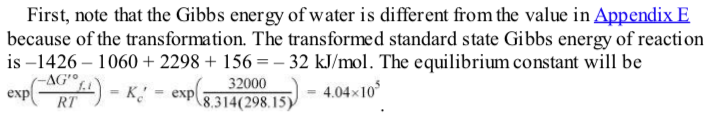 First, note that the Gibbs energy of water is different from the value in Appendix E
because of the transformation. The transformed standard state Gibbs energy of reaction
is –1426 – 1060 + 2298 + 156 = – 32 kJ/mol. The equilibrium constant will be
exp(−ΔG'°f,i / RT) = Kc' = exp(32000 / 8.314(298.15)) = 4.04×10^5 .